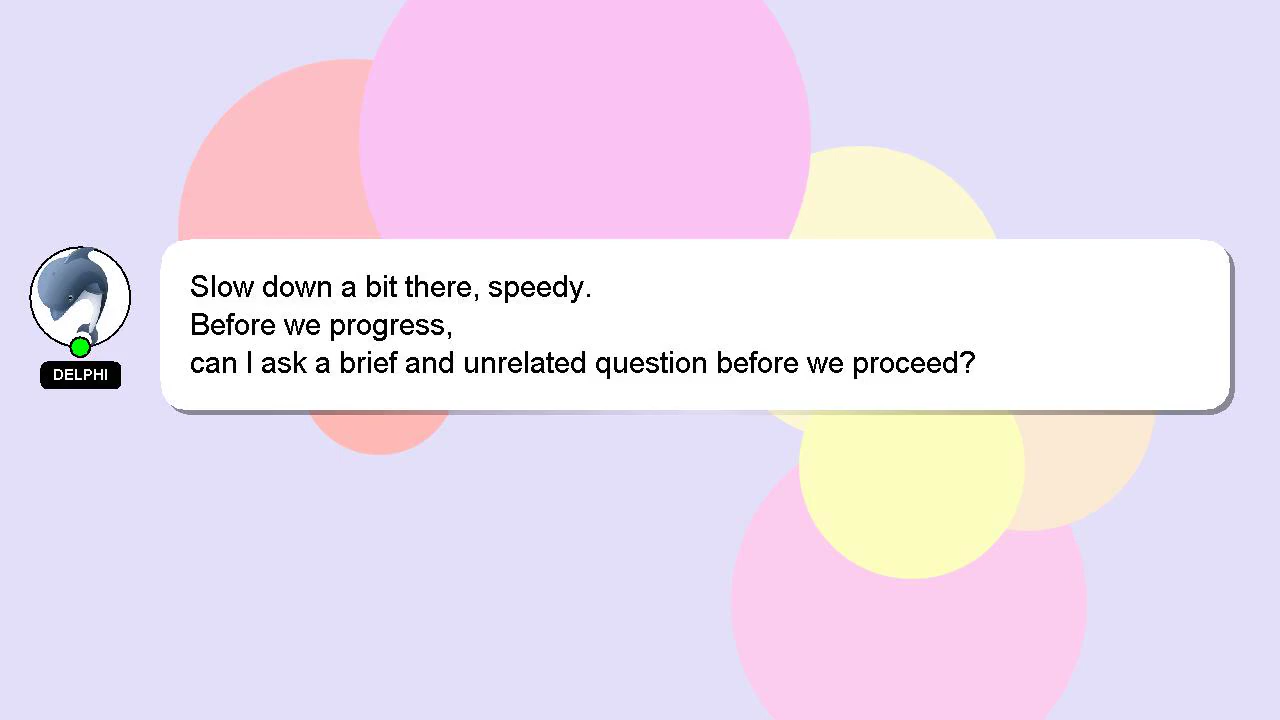 Slow down a bit there, speedy.
Before we progress,
can I ask a brief and unrelated question before we proceed?
DELPHI